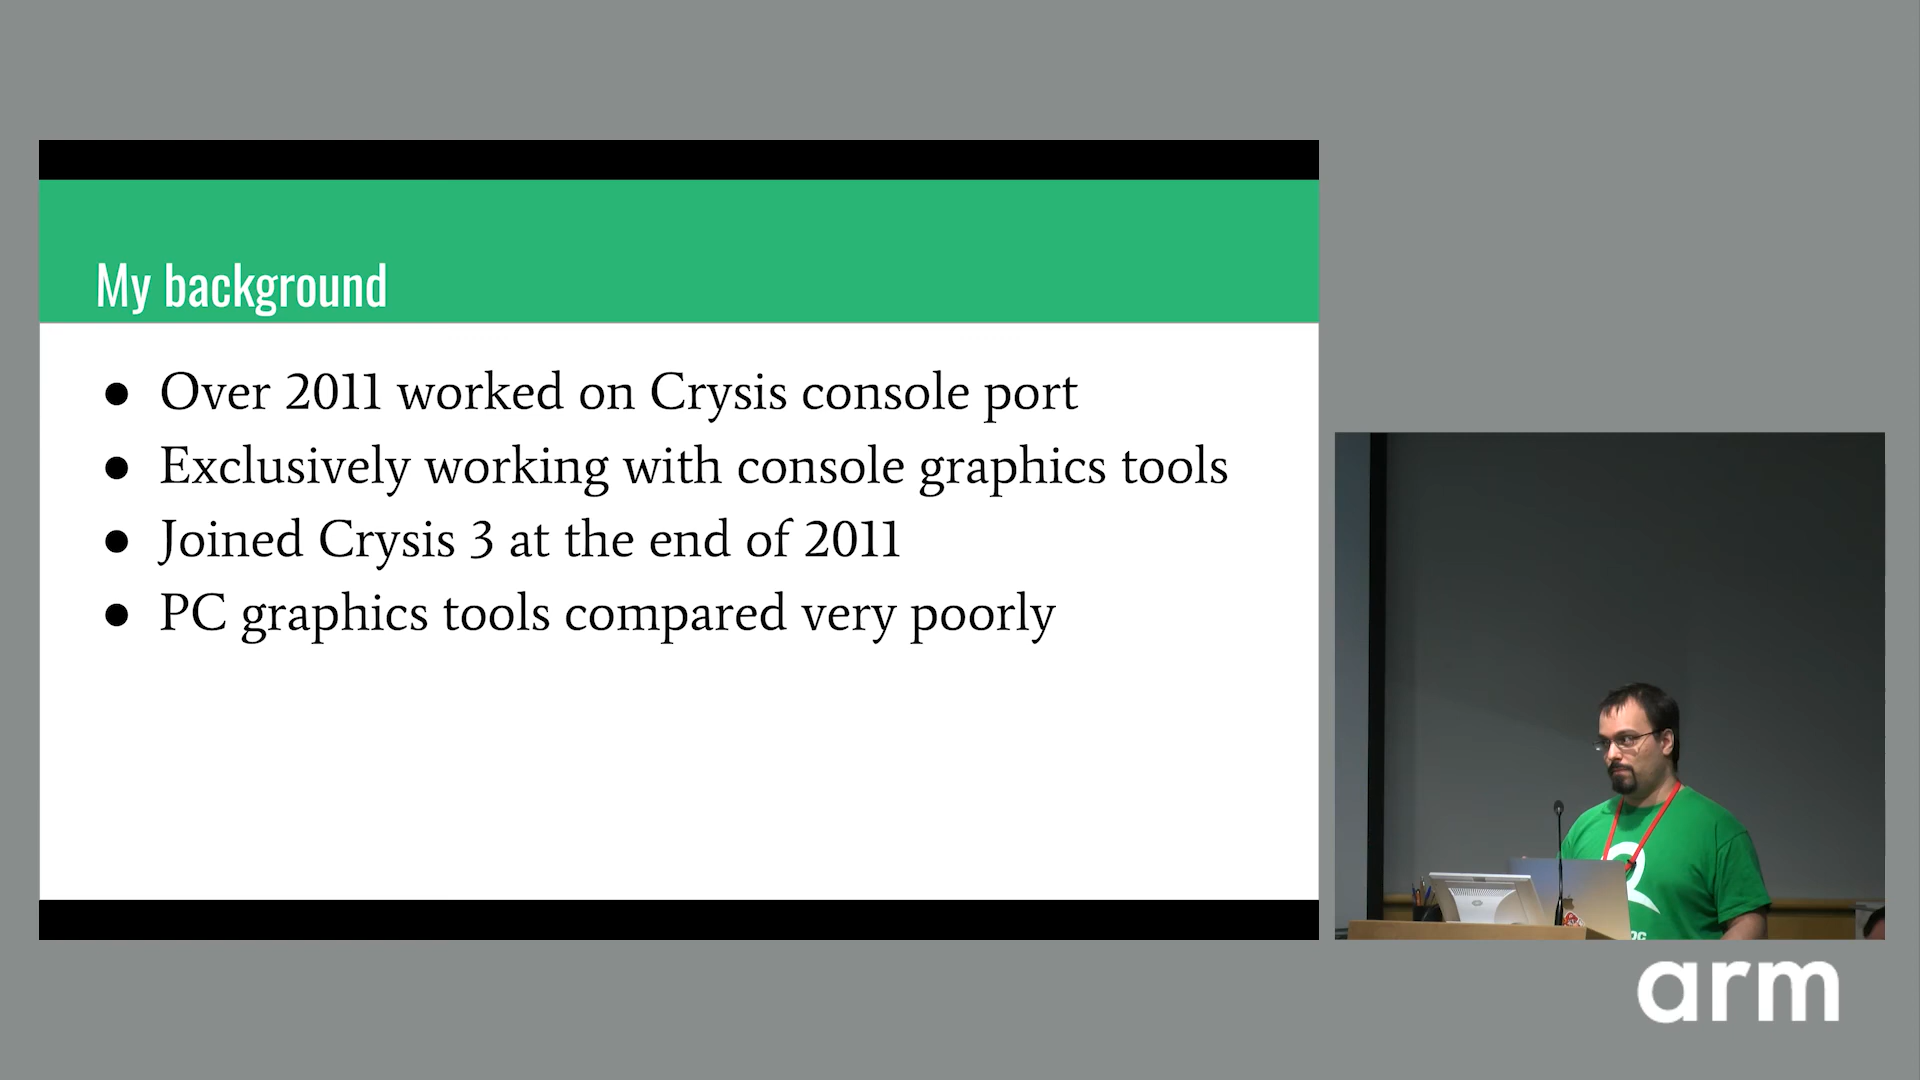 My background
● Over 2011 worked on Crysis console port
● Exclusively working with console graphics tools
● Joined Crysis 3 at the end of 2011
● PC graphics tools compared very poorly
arm